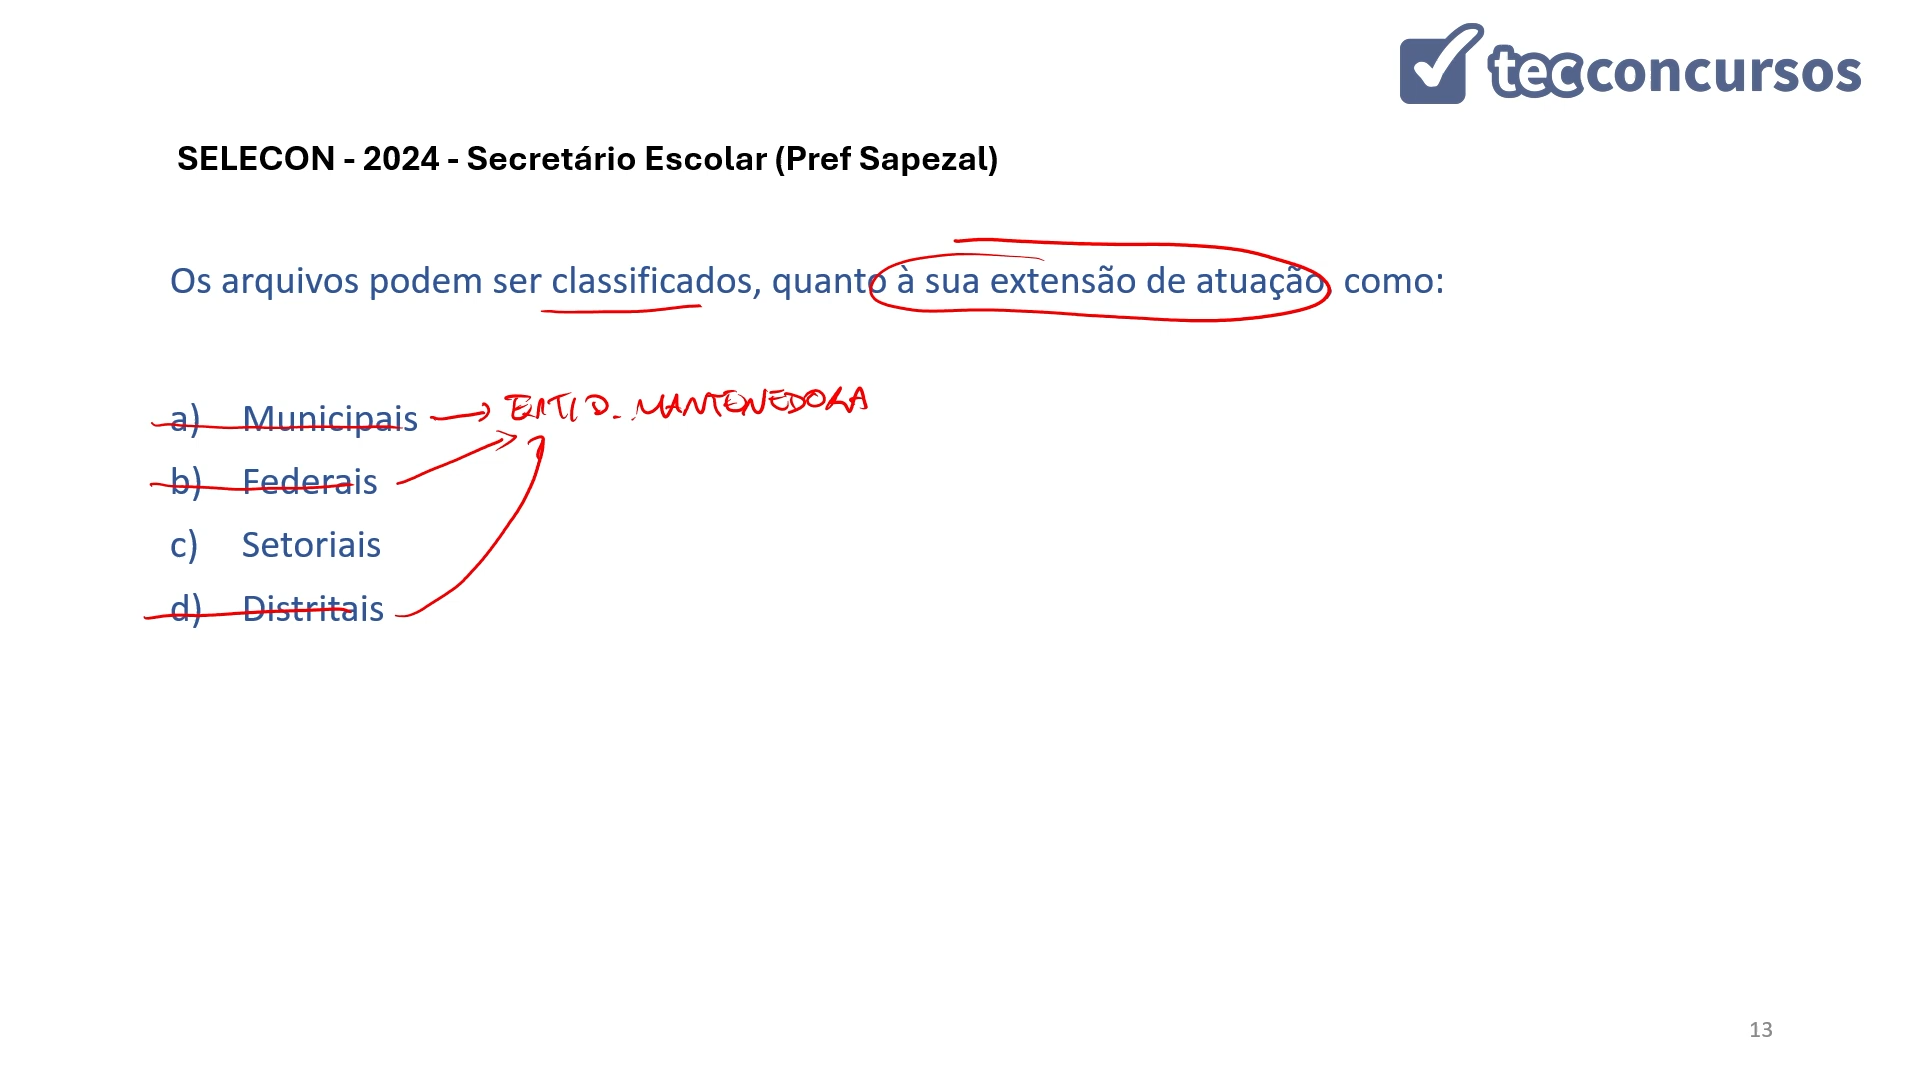 tecconcursos
SELECON - 2024 - Secretário Escolar (Pref Sapezal)
Os arquivos podem ser classificados, quanto à sua extensão de atuação, como:
a) Municipais → ENTID. MANTENEDORA
b) Federais
c) Setoriais
d) Distritais
13